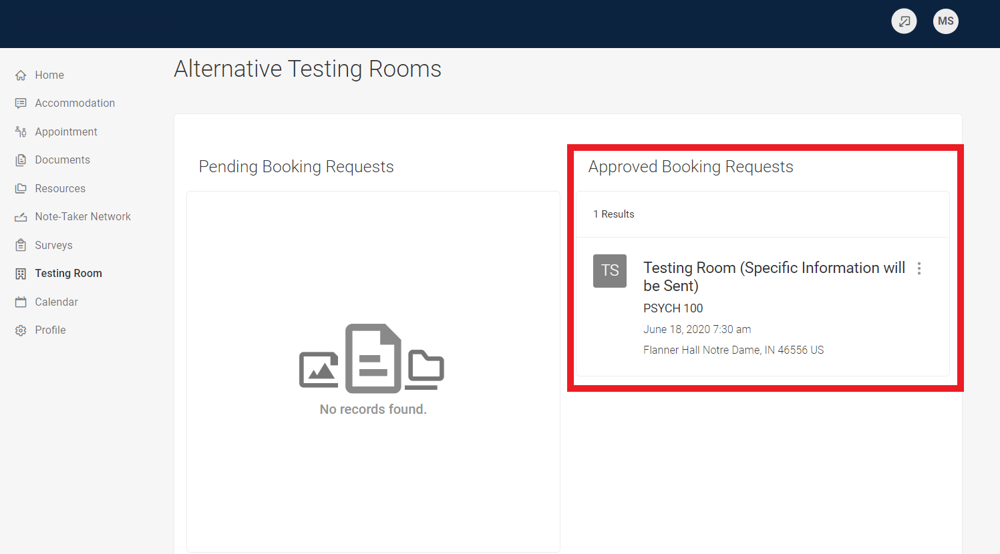 MS
Alternative Testing Rooms
Home
Accommodation
Appointment
Documents
Resources
Note-Taker Network
Surveys
Testing Room
Calendar
Profile
Pending Booking Requests
No records found.
Approved Booking Requests
1 Results
TS
Testing Room (Specific Information will
be Sent)
PSYCH 100
June 18, 2020 7:30 am
Flanner Hall Notre Dame, IN 46556 US